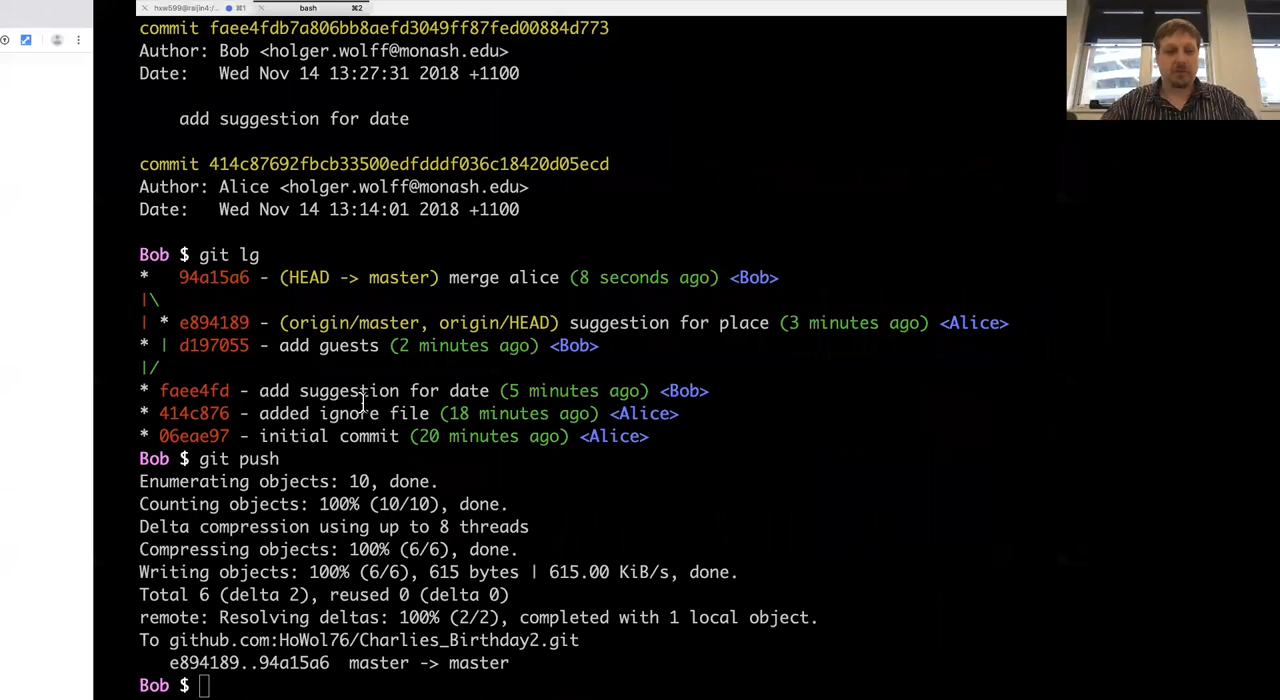 hxw599@raijin4:/... ⌘1 bash ⌘2
commit faee4fdb7a806bb8aefd3049ff87fed00884d773
Author: Bob <holger.wolff@monash.edu>
Date:   Wed Nov 14 13:27:31 2018 +1100
add suggestion for date
commit 414c87692fbcb33500edfaddf036c18420d05ecd
Author: Alice <holger.wolff@monash.edu>
Date:   Wed Nov 14 13:14:01 2018 +1100
Bob $ git lg
*   94a15a6 - (HEAD -> master) merge alice (8 seconds ago) <Bob>
|\
| * e894189 - (origin/master, origin/HEAD) suggestion for place (3 minutes ago) <Alice>
* | d197055 - add guests (2 minutes ago) <Bob>
|/
* faee4fd - add suggestion for date (5 minutes ago) <Bob>
* 414c876 - added ignore file (18 minutes ago) <Alice>
* 06eae97 - initial commit (20 minutes ago) <Alice>
Bob $ git push
Enumerating objects: 10, done.
Counting objects: 100% (10/10), done.
Delta compression using up to 8 threads
Compressing objects: 100% (6/6), done.
Writing objects: 100% (6/6), 615 bytes | 615.00 KiB/s, done.
Total 6 (delta 2), reused 0 (delta 0)
remote: Resolving deltas: 100% (2/2), completed with 1 local object.
To github.com:HoWol76/Charlies_Birthday2.git
   e894189..94a15a6  master -> master
Bob $